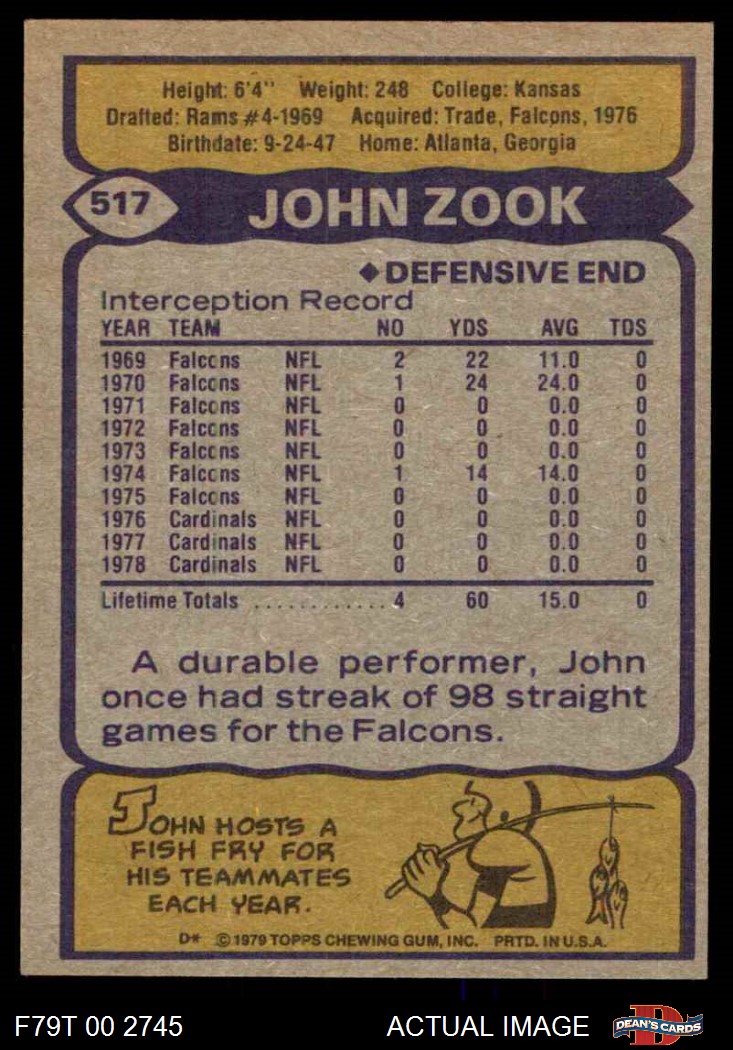 Height: 6'4" Weight: 248 College: Kansas
Drafted: Rams #4-1969 Acquired: Trade, Falcons, 1976
Birthdate: 9-24-47 Home: Atlanta, Georgia
517 JOHN ZOOK
◆DEFENSIVE END
Interception Record
YEAR TEAM NO YDS AVG TDS
1969 Falcons NFL 2 22 11.0 0
1970 Falcons NFL 1 24 24.0 0
1971 Falcons NFL 0 0 0.0 0
1972 Falcons NFL 0 0 0.0 0
1973 Falcons NFL 0 0 0.0 0
1974 Falcons NFL 1 14 14.0 0
1975 Falcons NFL 0 0 0.0 0
1976 Cardinals NFL 0 0 0.0 0
1977 Cardinals NFL 0 0 0.0 0
1978 Cardinals NFL 0 0 0.0 0
Lifetime Totals ............ 4 60 15.0 0
A durable performer, John
once had streak of 98 straight
games for the Falcons.
JOHN HOSTS A
FISH FRY FOR
HIS TEAMMATES
EACH YEAR.
D* © 1979 TOPPS CHEWING GUM, INC. PRTD. IN U.S.A.
F79T 00 2745 ACTUAL IMAGE D DEAN'S CARDS